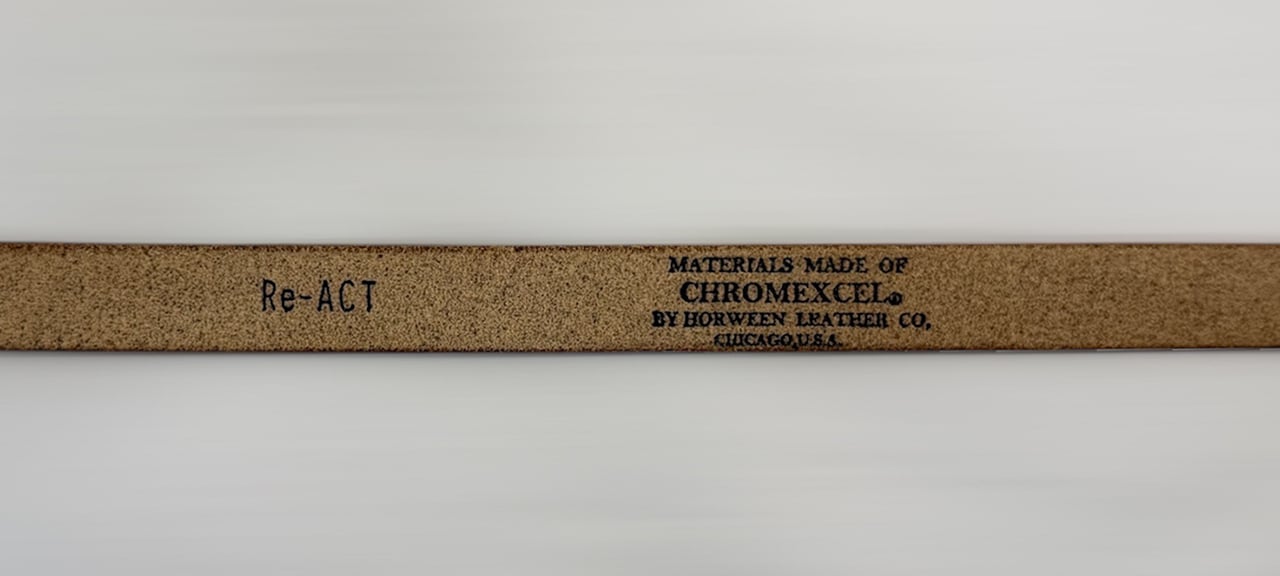 Re-ACT
MATERIALS MADE OF
CHROMEXCEL®
BY HORWEEN LEATHER CO,
CHICAGO,U.S.A.